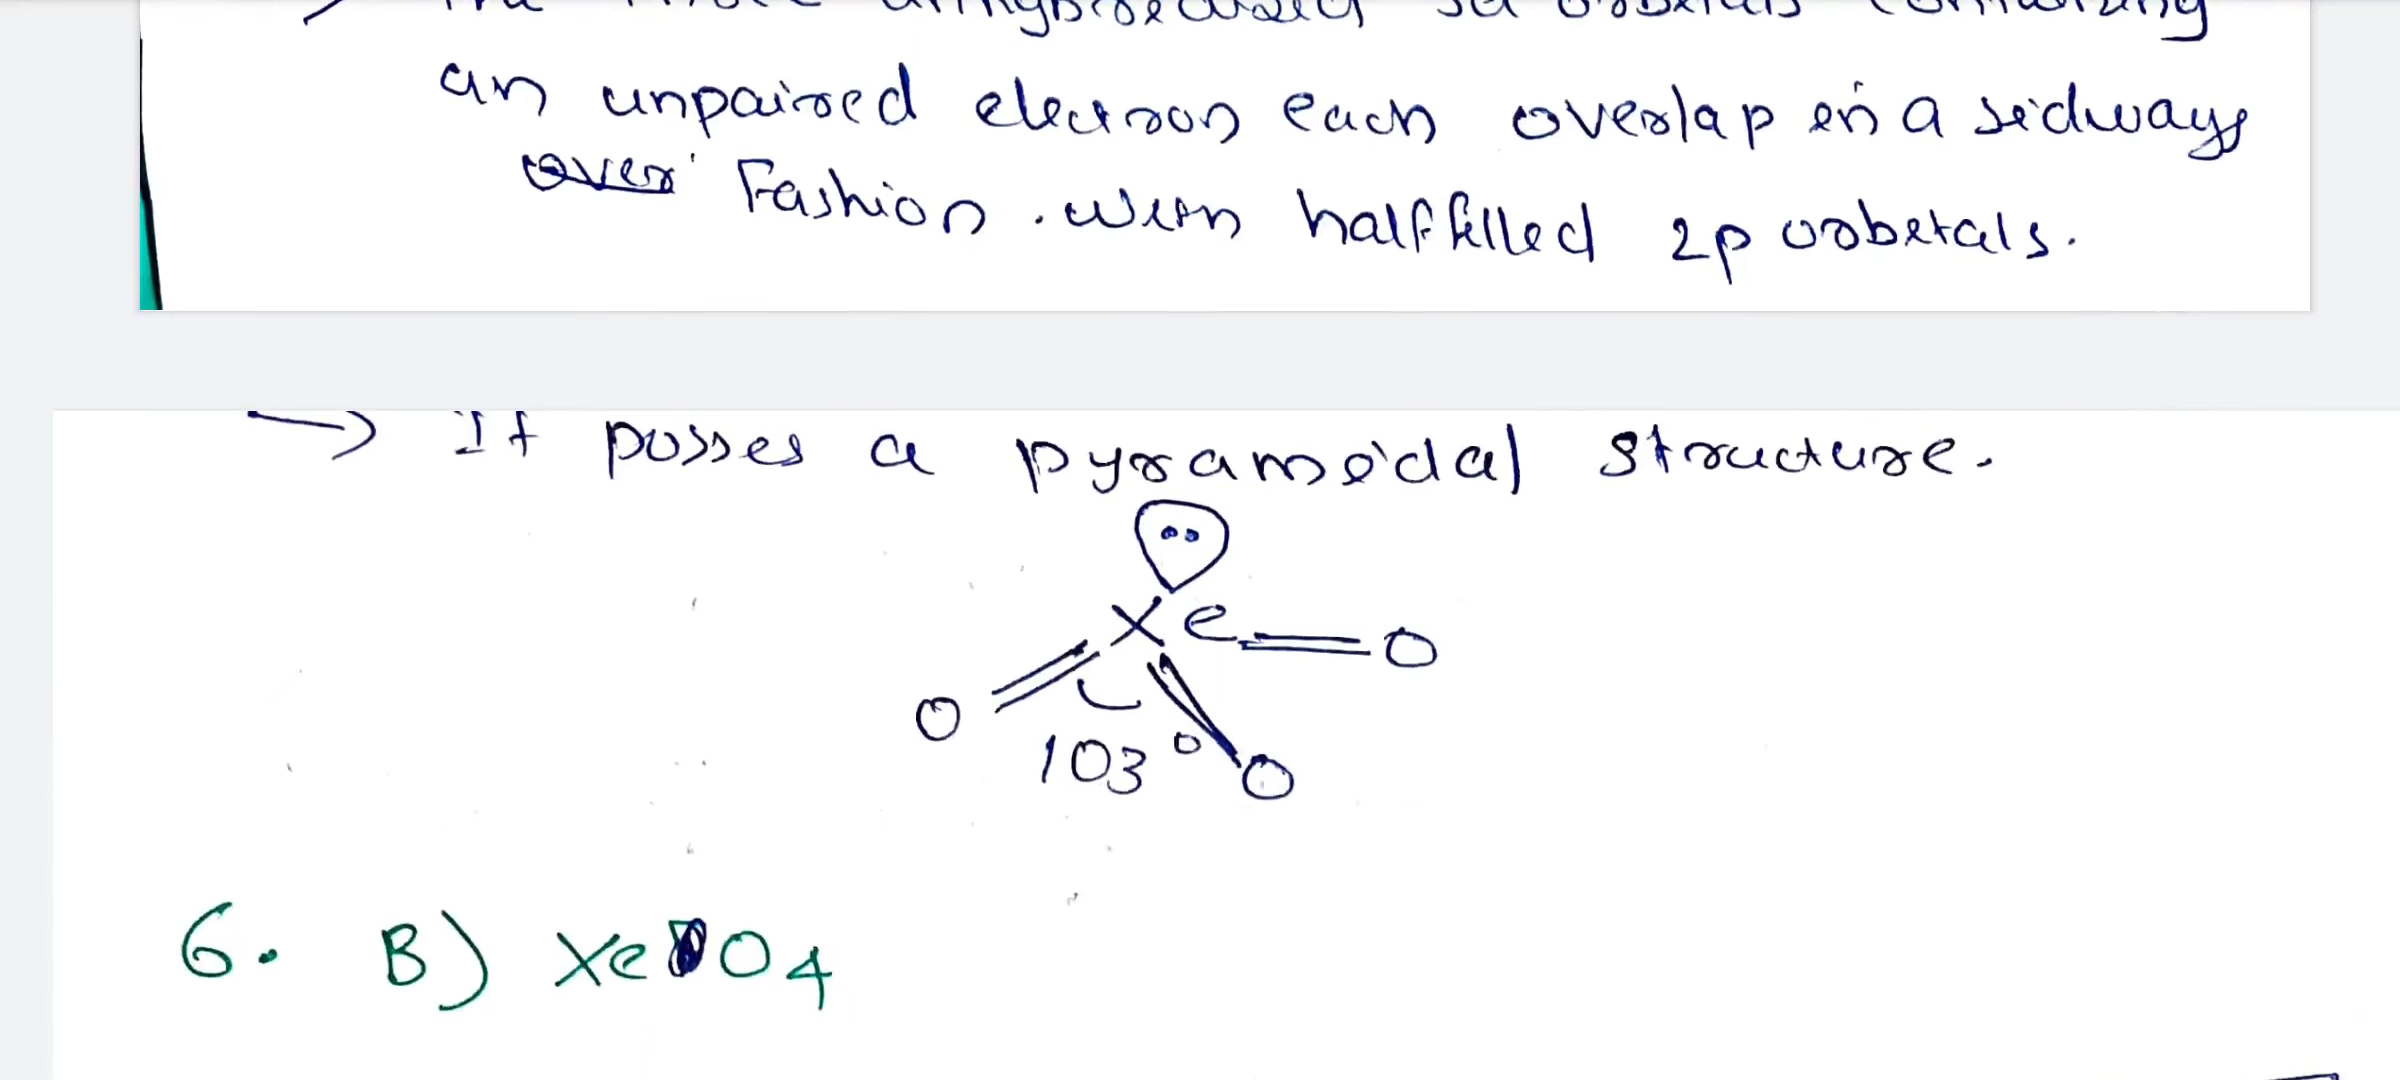 an unpaired electron each overlap in a sidways
over Fashion . with halffilled 2p orbitals.
→ It posses a pyramidal structure.
Xe
O
O
103°
O
6. B) XeO4